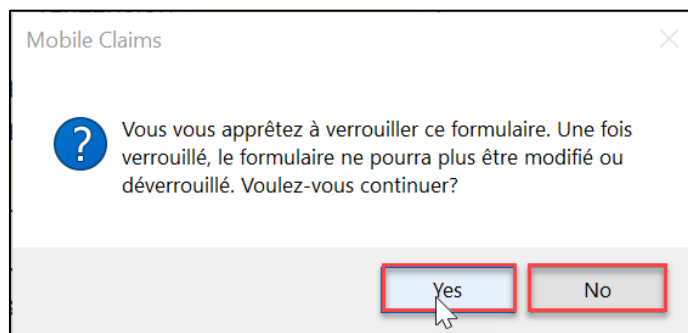 Mobile Claims
Vous vous apprêtez à verrouiller ce formulaire. Une fois
verrouillé, le formulaire ne pourra plus être modifié ou
déverrouillé. Voulez-vous continuer?
Yes
No